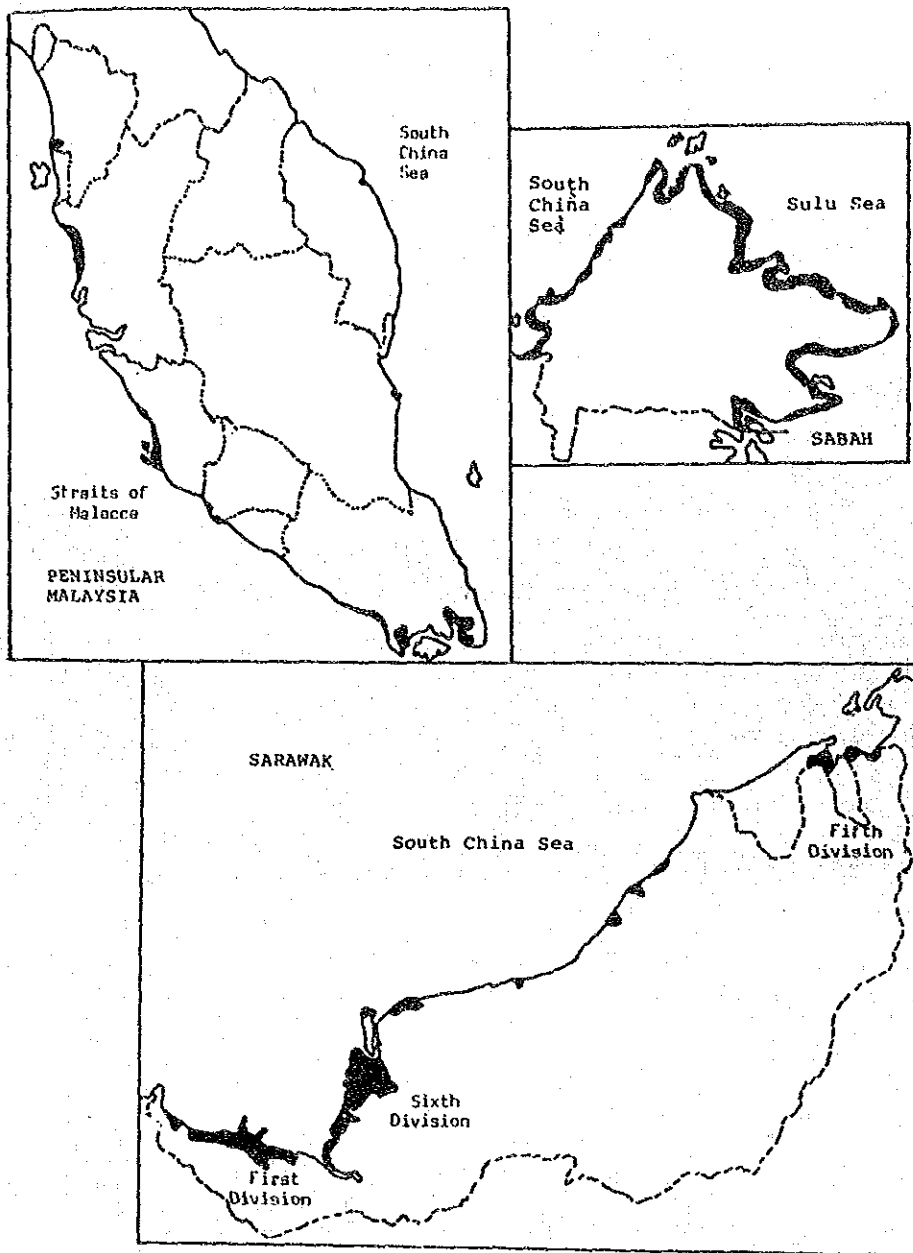 South
China
Sea
Straits of
Malacca
PENINSULAR
MALAYSIA
South
China
Sea
Sulu Sea
SABAH
SARAWAK
South China Sea
Fifth
Division
Sixth
Division
First
Division